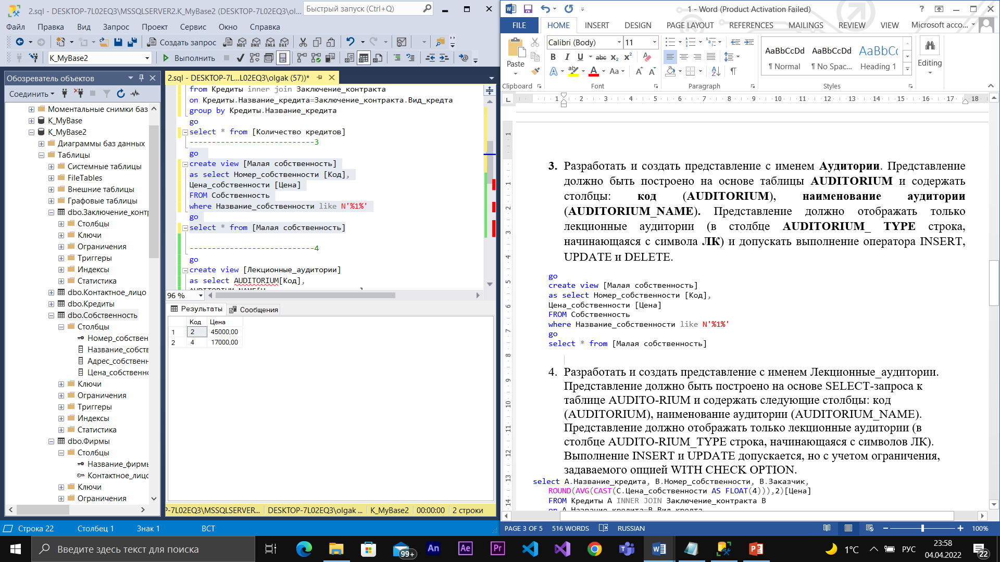 2.sql - DESKTOP-7L02EQ3\MSSQLSERVER2.K_MyBase2 (DESKTOP-7L02EQ3\ol...
Быстрый запуск (Ctrl+Q)
Файл Правка Вид Запрос Проект Сервис Окно Справка
Создать запрос
K_MyBase2
Выполнить
Обозреватель объектов
Соединить
Моментальные снимки баз
K_MyBase
K_MyBase2
Диаграммы баз данных
Таблицы
Системные таблицы
FileTables
Внешние таблицы
Графовые таблицы
dbo.Заключение_контр
Столбцы
Ключи
Ограничения
Триггеры
Индексы
Статистика
dbo.Контактное_лицо
dbo.Кредиты
dbo.Собственность
Столбцы
Номер_собствен
Название_собств
Адрес_собственн
Цена_собственнс
Ключи
Ограничения
Триггеры
Индексы
Статистика
dbo.Фирмы
Столбцы
Название_фирмы
Контактное_лицо
Ключи
Ограничения
2.sql - DESKTOP-7L...L02EQ3\olgak (57))*
from Кредиты inner join Заключение_контракта
on Кредиты.Название_кредита=Заключение_контракта.Вид_кредта
group by Кредиты.Название_кредита
go
select * from [Количество кредитов]
----------------------------3
go
create view [Малая собственность]
as select Номер_собственности [Код],
Цена_собственности [Цена]
FROM Собственность
where Название_собственности like N'%1%'
go
select * from [Малая собственность]
----------------------------4
go
create view [Лекционные_аудитории]
as select AUDITORIUM[Код],
96 %
Результаты Сообщения
Код Цена
1 2 45000,00
2 4 17000,00
P-7L02EQ3\MSSQLSERVER... DESKTOP-7L02EQ3\olgak ... K_MyBase2 00:00:00 2 строки
Строка 22 Столбец 1 Знак 1 ВСТ
1 - Word (Product Activation Failed)
FILE HOME INSERT DESIGN PAGE LAYOUT REFERENCES MAILINGS REVIEW VIEW Microsoft acco...
Paste
Clipboard
Calibri (Body) 11
Font
Paragraph
AaBbCcDd AaBbCcDd AaBbCc
¶ Normal ¶ No Spac... Heading 1
Styles
Editing
3. Разработать и создать представление с именем Аудитории. Представление
должно быть построено на основе таблицы AUDITORIUM и содержать
столбцы: код (AUDITORIUM), наименование аудитории
(AUDITORIUM_NAME). Представление должно отображать только
лекционные аудитории (в столбце AUDITORIUM_ TYPE строка,
начинающаяся с символа ЛК) и допускать выполнение оператора INSERT,
UPDATE и DELETE.
go
create view [Малая собственность]
as select Номер_собственности [Код],
Цена_собственности [Цена]
FROM Собственность
where Название_собственности like N'%1%'
go
select * from [Малая собственность]
4. Разработать и создать представление с именем Лекционные_аудитории.
Представление должно быть построено на основе SELECT-запроса к
таблице AUDITO-RIUM и содержать следующие столбцы: код
(AUDITORIUM), наименование аудитории (AUDITORIUM_NAME).
Представление должно отображать только лекционные аудитории (в
столбце AUDITO-RIUM_TYPE строка, начинающаяся с символов ЛК).
Выполнение INSERT и UPDATE допускается, но с учетом ограничения,
задаваемого опцией WITH CHECK OPTION.
select A.Название_кредита, B.Номер_собственности, B.Заказчик,
ROUND(AVG(CAST(C.Цена_собственности AS FLOAT(4))),2)[Цена]
FROM Кредиты A INNER JOIN Заключение_контракта B
on A.Название_кредита=B.Вид_кредта
PAGE 3 OF 5 516 WORDS RUSSIAN 100%
Введите здесь текст для поиска
99+
An Ae Pr
1°C РУС
23:58
04.04.2022
22